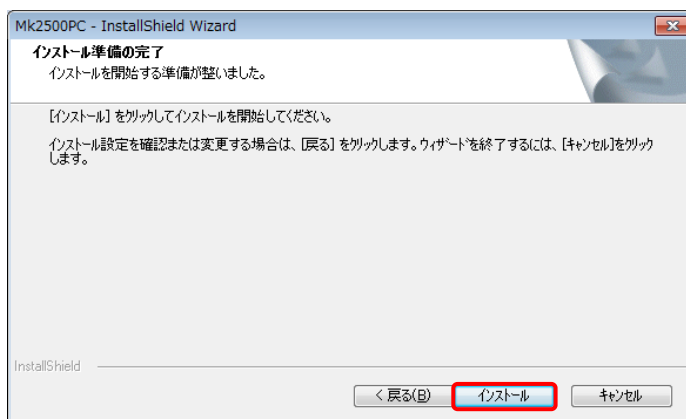 Mk2500PC - InstallShield Wizard
インストール準備の完了
インストールを開始する準備が整いました。
[インストール] をクリックしてインストールを開始してください。
インストール設定を確認または変更する場合は、[戻る] をクリックします。ウィザードを終了するには、[キャンセル]をクリック
します。
InstallShield
< 戻る(B)
インストール
キャンセル